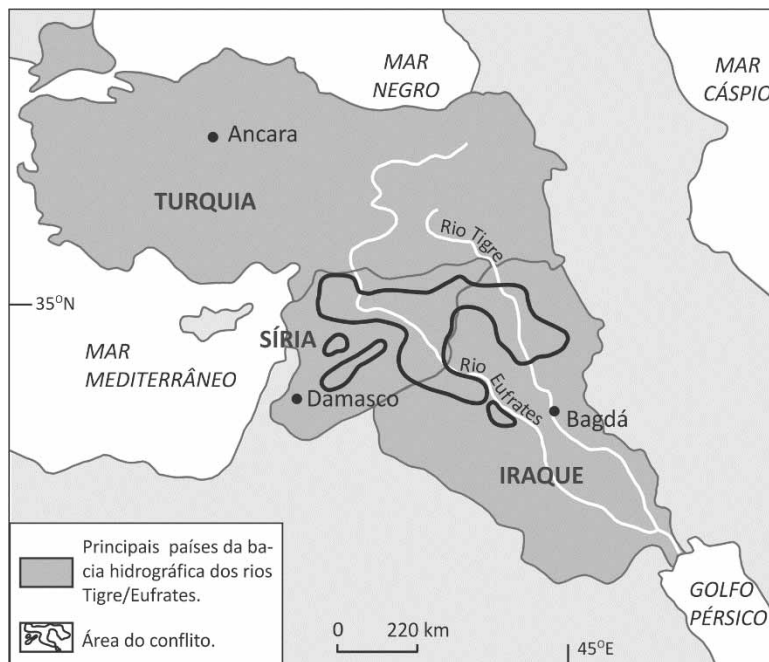 MAR
NEGRO
MAR
CÁSPIO
Ancara
TURQUIA
Rio Tigre
35°N
SÍRIA
MAR
MEDITERRÂNEO
Rio Eufrates
Damasco
Bagdá
IRAQUE
Principais países da ba-
cia hidrográfica dos rios
Tigre/Eufrates.
Área do conflito.
GOLFO
PÉRSICO
0 220 km
45°E